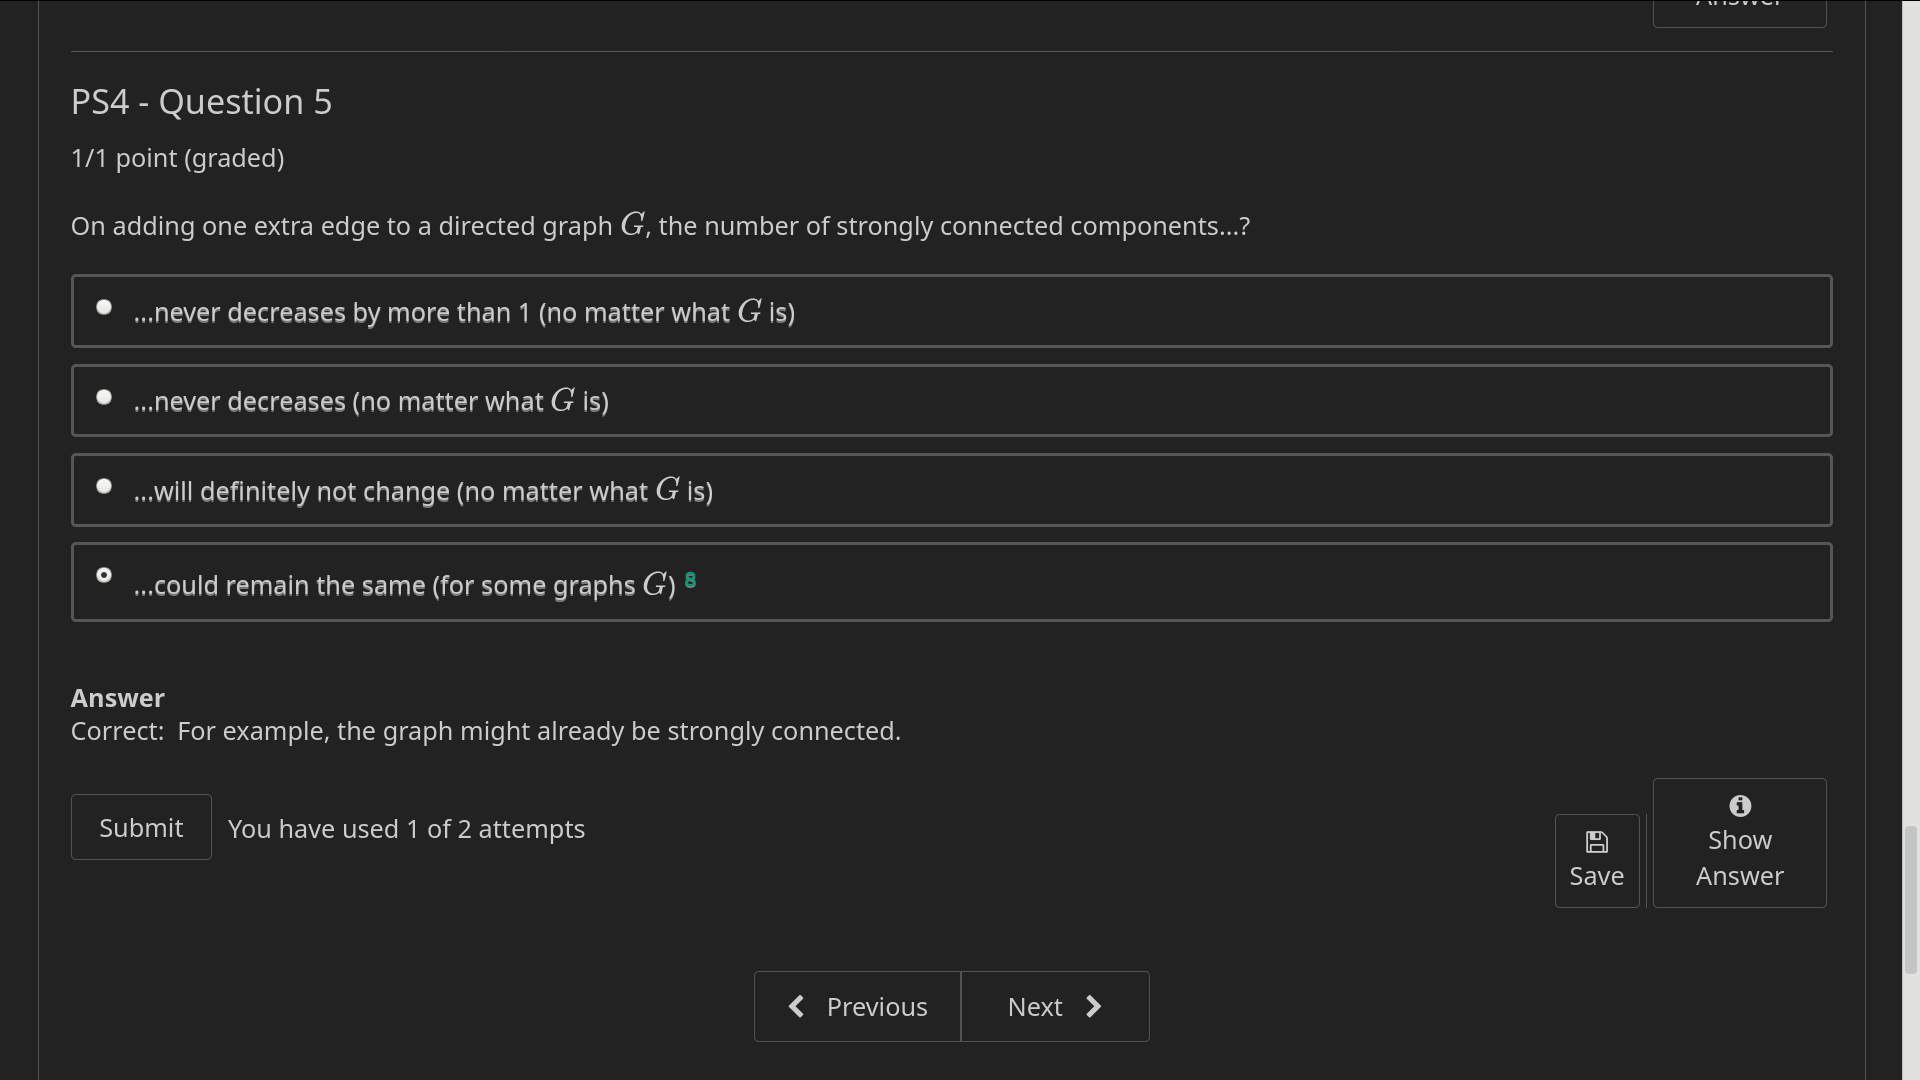 PS4 - Question 5
1/1 point (graded)
On adding one extra edge to a directed graph G, the number of strongly connected components...?
...never decreases by more than 1 (no matter what G is)
...never decreases (no matter what G is)
...will definitely not change (no matter what G is)
...could remain the same (for some graphs G)
Answer
Correct: For example, the graph might already be strongly connected.
Submit
You have used 1 of 2 attempts
Save
Show
Answer
Previous
Next